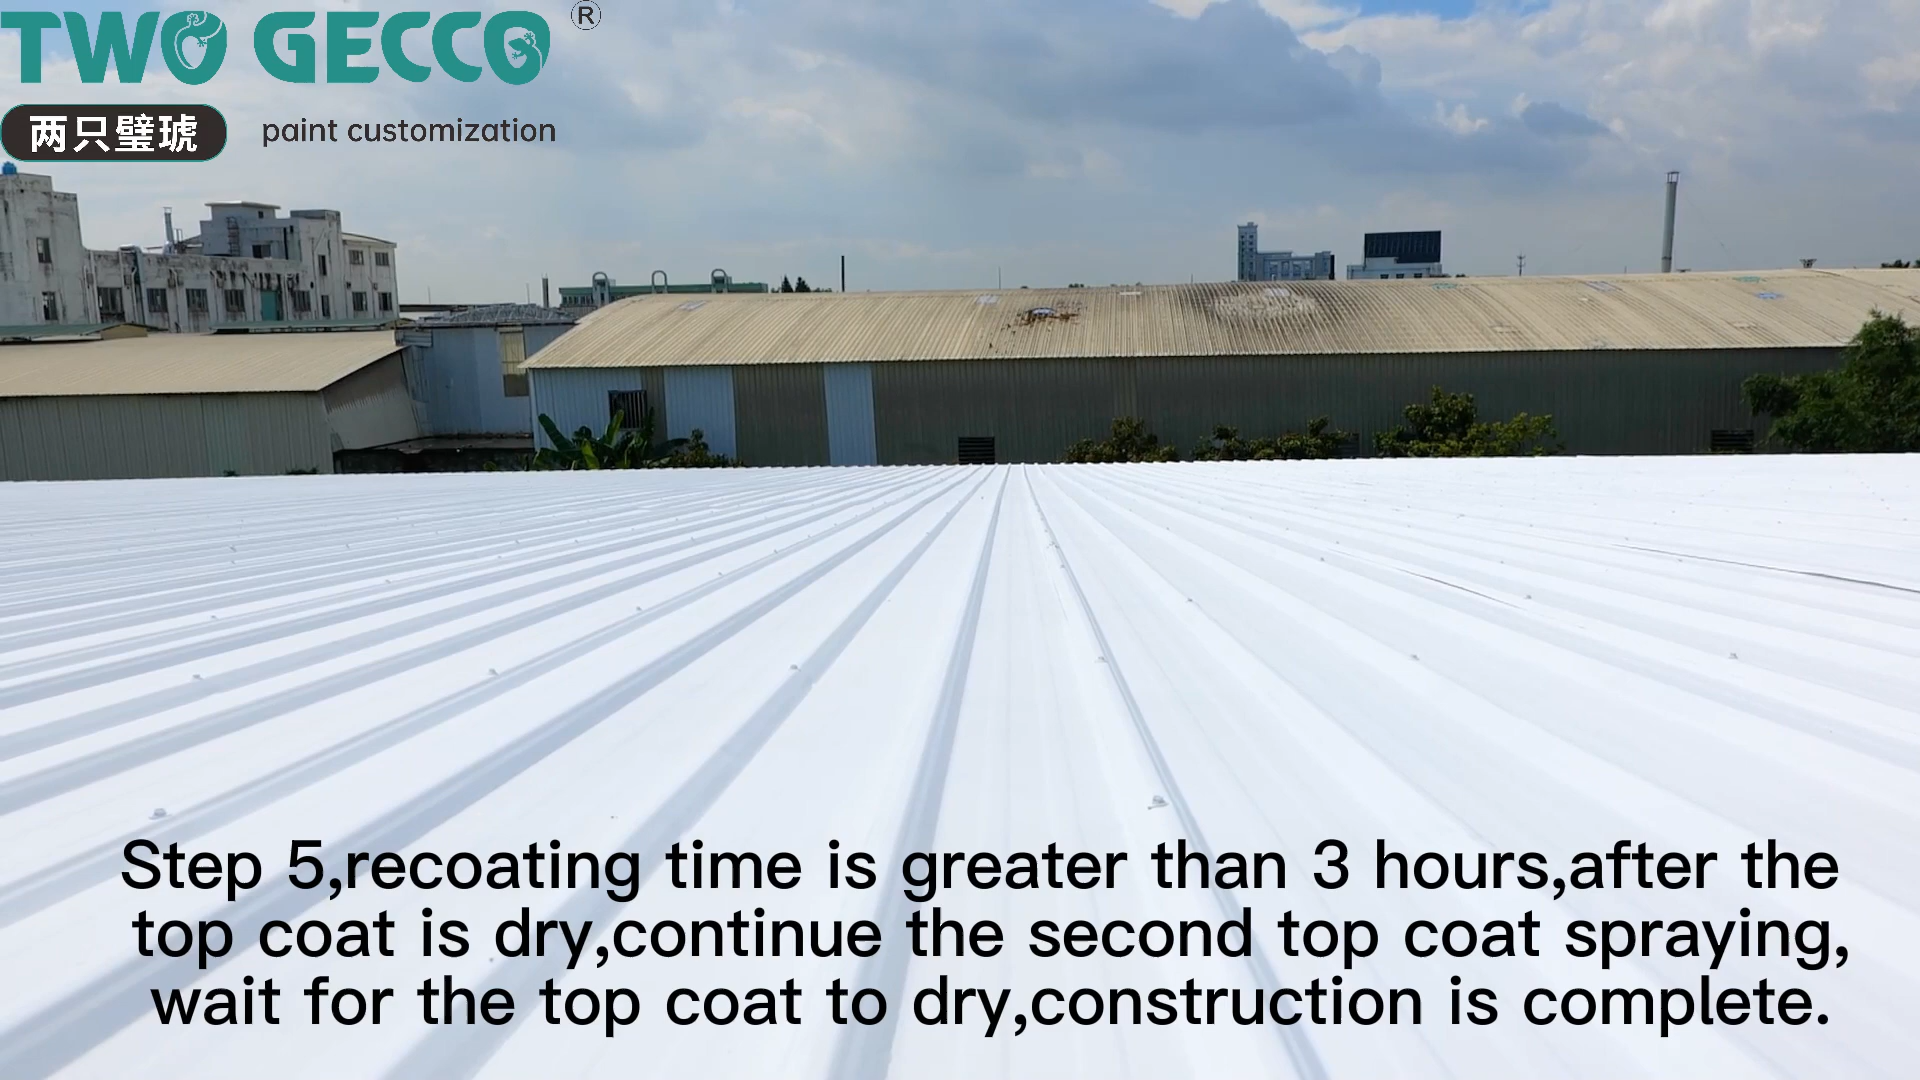 TWO GECCO ®
两只壁琥
paint customization
Step 5,recoating time is greater than 3 hours,after the
top coat is dry,continue the second top coat spraying,
wait for the top coat to dry,construction is complete.